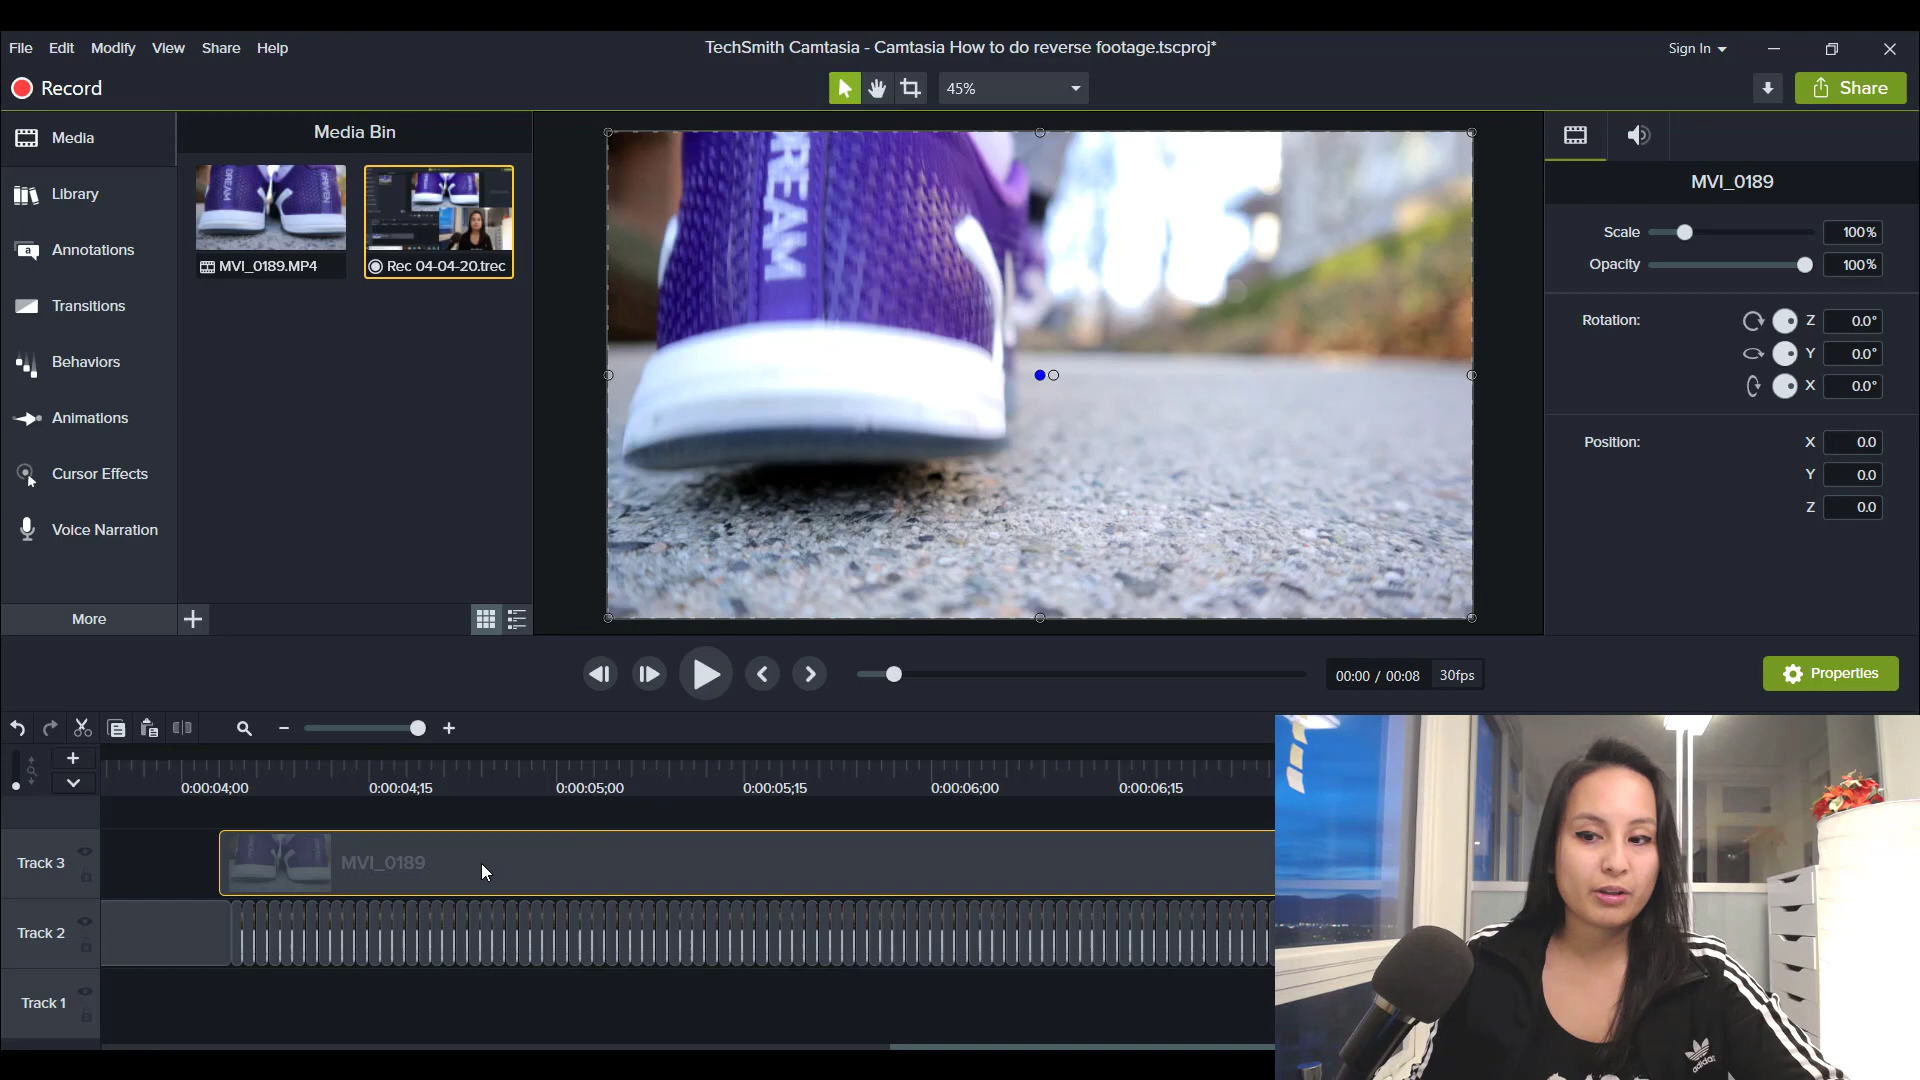 File Edit Modify View Share Help
TechSmith Camtasia - Camtasia How to do reverse footage.tscproj*
Sign In
Record
45%
Share
Media
Library
Annotations
Transitions
Behaviors
Animations
Cursor Effects
Voice Narration
More
Media Bin
MVI_0189.MP4
Rec 04-04-20.trec
DREAM
MVI_0189
Scale 100%
Opacity 100%
Rotation: Z 0.0°
Y 0.0°
X 0.0°
Position: X 0.0
Y 0.0
Z 0.0
00:00 / 00:08 30fps
Properties
0:00:04;00 0:00:04;15 0:00:05;00 0:00:05;15 0:00:06;00 0:00:06;15
Track 3
MVI_0189
Track 2
Track 1
adidas